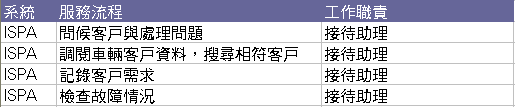 系統 服務流程 工作職責
ISPA 問候客戶與處理問題 接待助理
ISPA 調閱車輛客戶資料，搜尋相符客戶 接待助理
ISPA 記錄客戶需求 接待助理
ISPA 檢查故障情況 接待助理